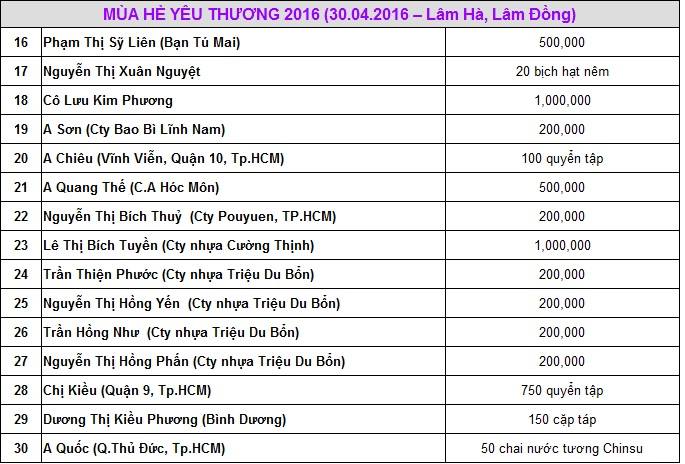 MÙA HÈ YÊU THƯƠNG 2016 (30.04.2016 – Lâm Hà, Lâm Đồng)
16 Phạm Thị Sỹ Liên (Bạn Tú Mai) 500,000
17 Nguyễn Thị Xuân Nguyệt 20 bịch hạt nêm
18 Cô Lưu Kim Phương 1,000,000
19 A Sơn (Cty Bao Bì Lĩnh Nam) 200,000
20 A Chiêu (Vĩnh Viễn, Quận 10, Tp.HCM) 100 quyển tập
21 A Quang Thế (C.A Hóc Môn) 500,000
22 Nguyễn Thị Bích Thuỷ (Cty Pouyuen, TP.HCM) 200,000
23 Lê Thị Bích Tuyền (Cty nhựa Cường Thịnh) 1,000,000
24 Trần Thiện Phước (Cty nhựa Triệu Du Bổn) 200,000
25 Nguyễn Thị Hồng Yến (Cty nhựa Triệu Du Bổn) 200,000
26 Trần Hồng Như (Cty nhựa Triệu Du Bổn) 200,000
27 Nguyễn Thị Hồng Phấn (Cty nhựa Triệu Du Bổn) 200,000
28 Chị Kiều (Quận 9, Tp.HCM) 750 quyển tập
29 Dương Thị Kiều Phương (Bình Dương) 150 cặp táp
30 A Quốc (Q.Thủ Đức, Tp.HCM) 50 chai nước tương Chinsu